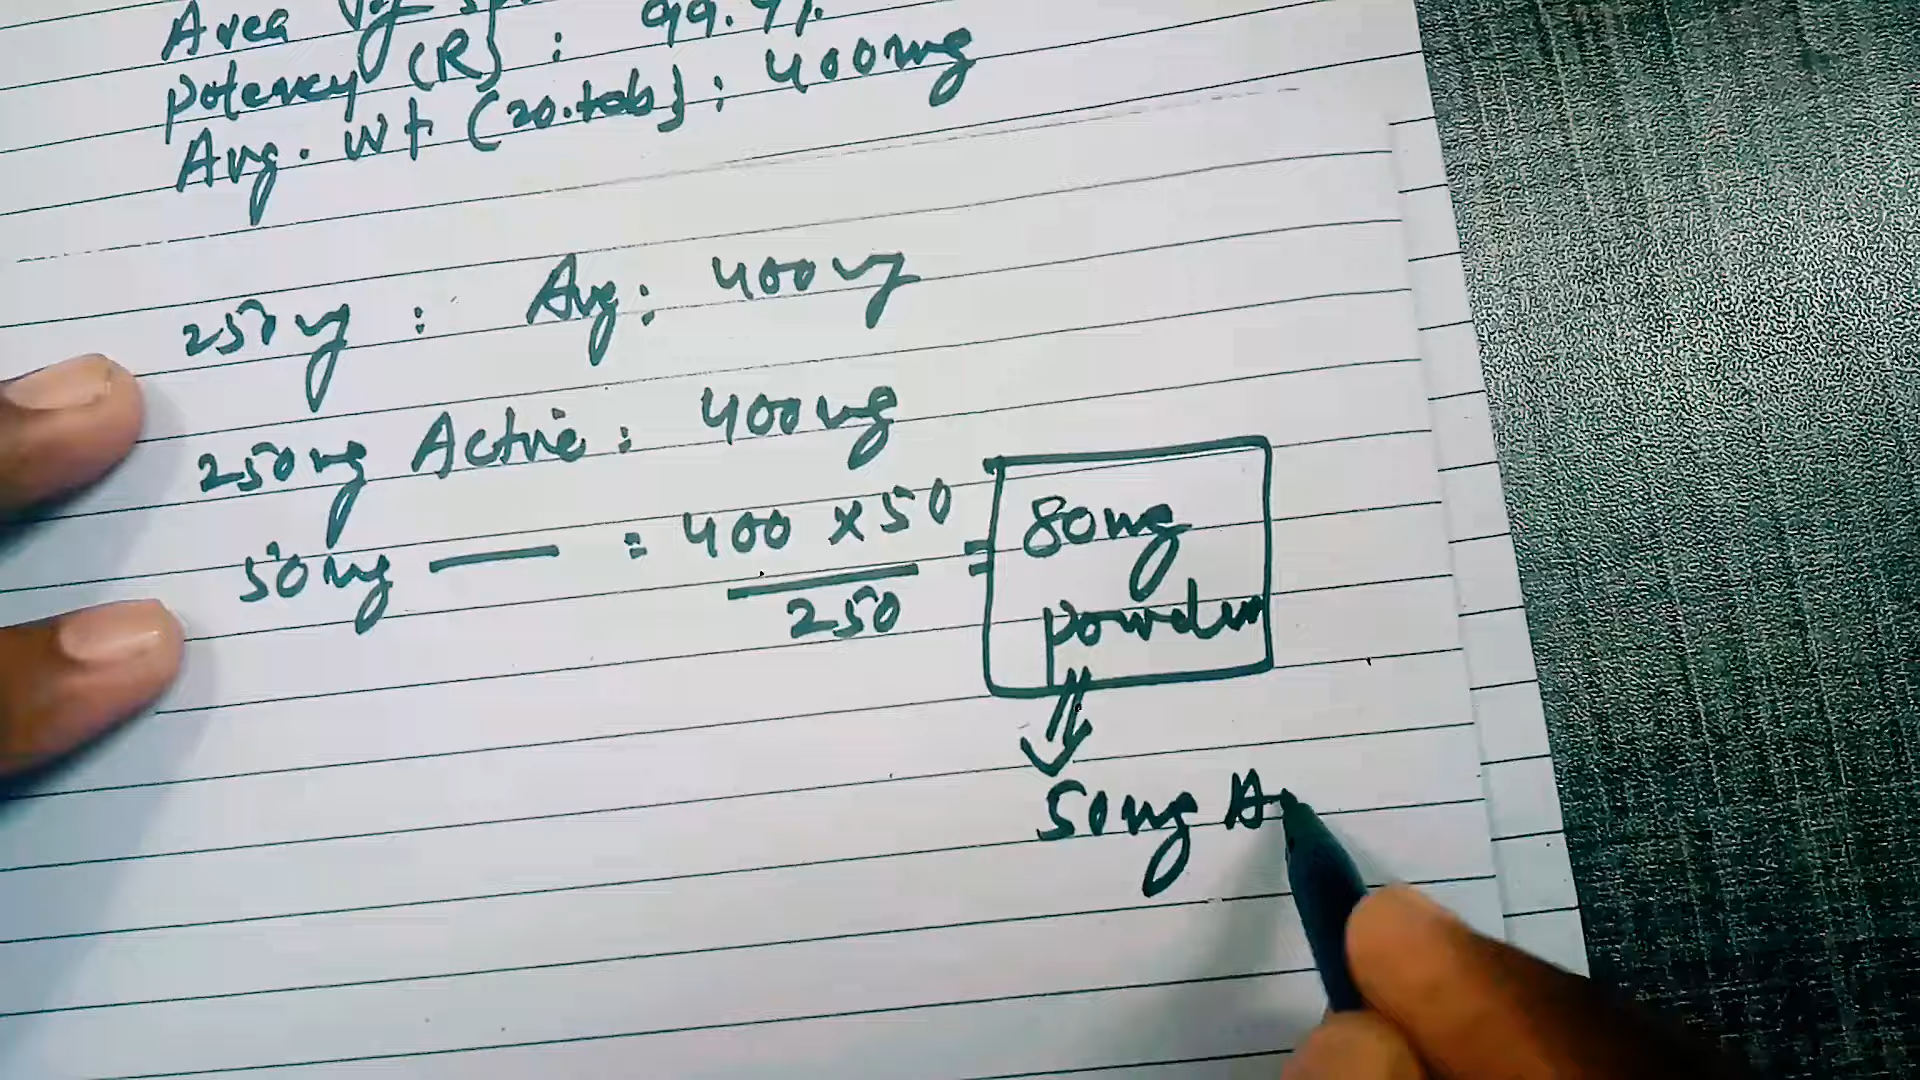 Area
Potency (R) : 99.9%
Avg. Wt (20.tab) : 400mg
250mg : Avg: 400mg
250mg Active : 400mg
50mg — = 400 x 50 / 250 = 80mg
powder
50mg A